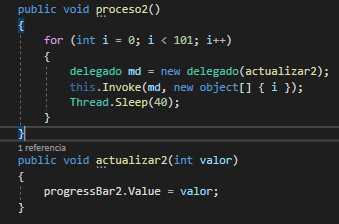 public void proceso2()
{
for (int i = 0; i < 101; i++)
{
delegado md = new delegado(actualizar2);
this.Invoke(md, new object[] { i });
Thread.Sleep(40);
}
}
1 referencia
public void actualizar2(int valor)
{
progressBar2.Value = valor;
}